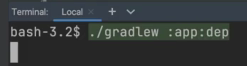 Terminal: Local × + ∨
bash-3.2$ ./gradlew :app:dep